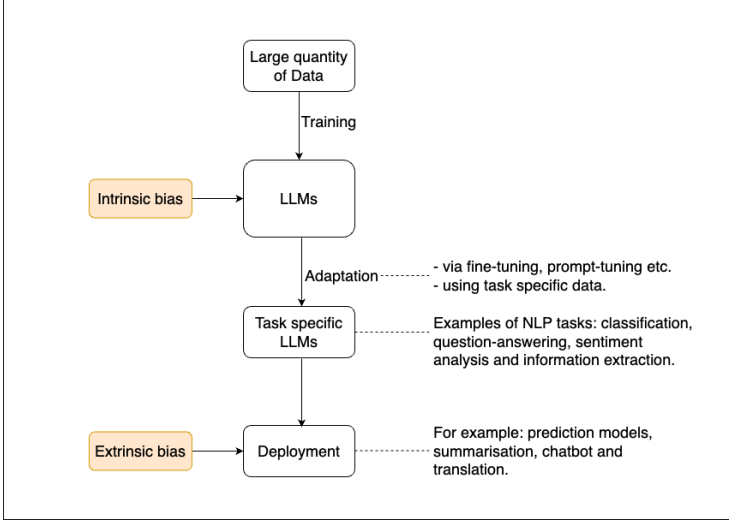 Large quantity
of Data
Training
Intrinsic bias
LLMs
Adaptation
- via fine-tuning, prompt-tuning etc.
- using task specific data.
Task specific
LLMs
Examples of NLP tasks: classification,
question-answering, sentiment
analysis and information extraction.
Extrinsic bias
Deployment
For example: prediction models,
summarisation, chatbot and
translation.